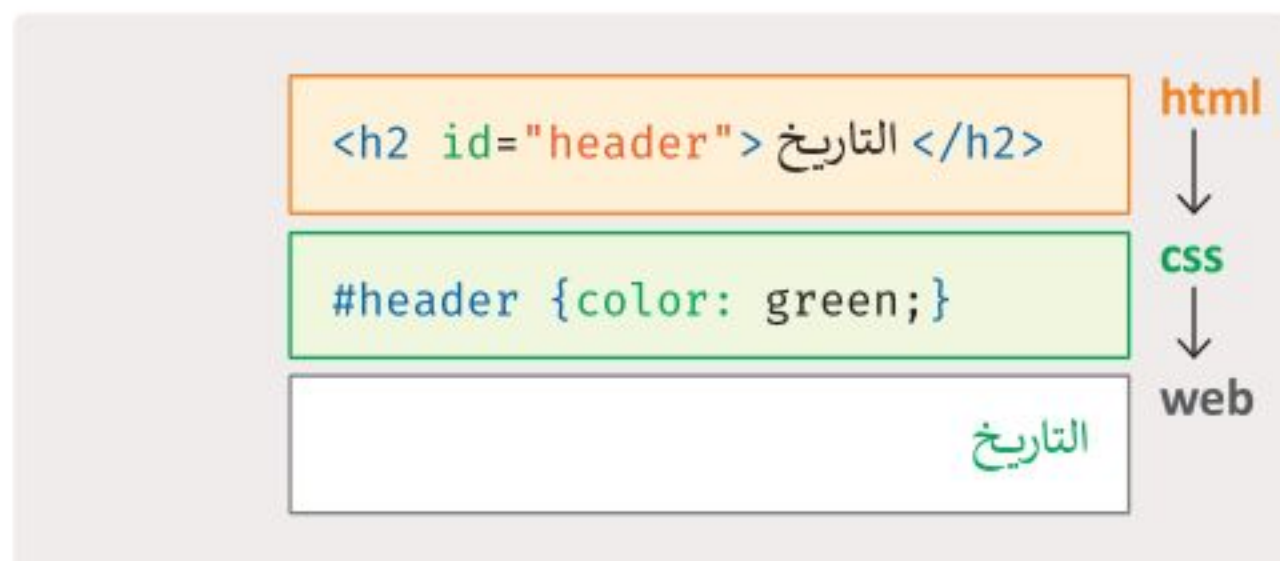 html
<h2 id="header"> التاريخ </h2>
css
#header {color: green;}
web
التاريخ